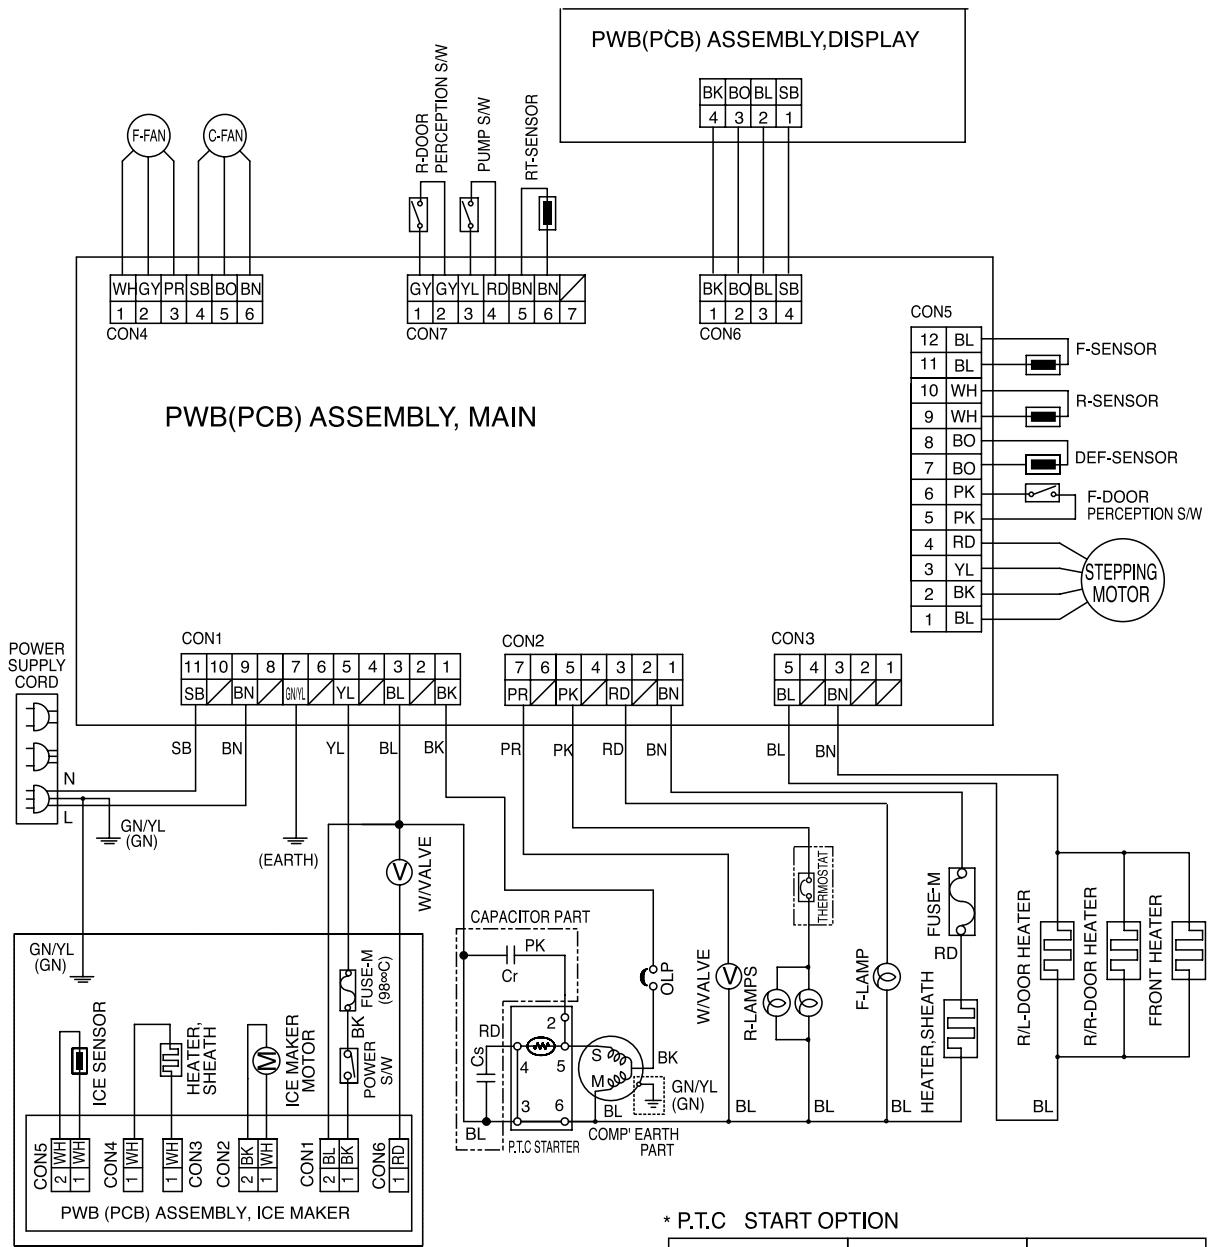 PWB(PCB) ASSEMBLY,DISPLAY
BK BO BL SB
4 3 2 1
F-FAN
C-FAN
R-DOOR
PERCEPTION S/W
PUMP S/W
RT-SENSOR
WH GY PR SB BO BN
1 2 3 4 5 6
CON4
GY GY YL RD BN BN
1 2 3 4 5 6 7
CON7
BK BO BL SB
1 2 3 4
CON6
CON5
12 BL
11 BL
10 WH
9 WH
8 BO
7 BO
6 PK
5 PK
4 RD
3 YL
2 BK
1 BL
F-SENSOR
R-SENSOR
DEF-SENSOR
F-DOOR
PERCEPTION S/W
STEPPING
MOTOR
PWB(PCB) ASSEMBLY, MAIN
CON1
11 10 9 8 7 6 5 4 3 2 1
SB BN GN/YL YL BL BK
CON2
7 6 5 4 3 2 1
PR PK RD BN
CON3
5 4 3 2 1
BL BN
POWER
SUPPLY
CORD
N
L
GN/YL
(GN)
SB BN YL BL BK PR PK RD BN BL BN
(EARTH)
W/VALVE
CAPACITOR PART
PK
Cr
RD
Cs
2
4 5
3 6
BL
P.T.C STARTER
S
M
BL
COMP'
EARTH
PART
OLP
BK
GN/YL
(GN)
W/VALVE
BL
THERMOSTAT
R-LAMPS
BL
F-LAMP
BL
FUSE-M
RD
HEATER,SHEATH
R/L-DOOR HEATER
R/R-DOOR HEATER
FRONT HEATER
BL
GN/YL
(GN)
ICE SENSOR
HEATER,
SHEATH
ICE MAKER
MOTOR
M
FUSE-M
(98∞C)
BK
POWER
S/W
CON5
2 WH
1 WH
CON4
1 WH
1 WH
CON3
CON2
2 BK
1 WH
CON1
2 BL
1 BK
CON6
1 RD
PWB (PCB) ASSEMBLY, ICE MAKER
* P.T.C START OPTION